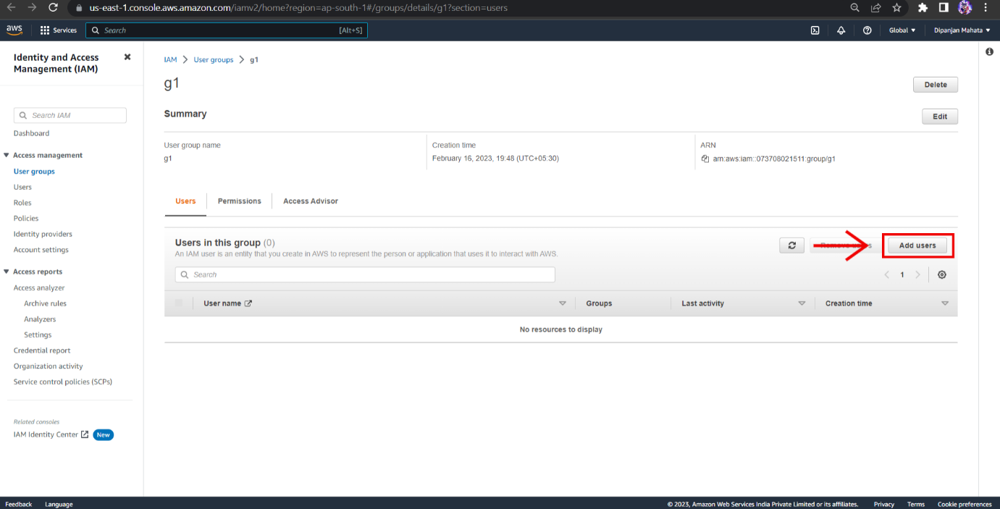 us-east-1.console.aws.amazon.com/iamv2/home?region=ap-south-1#/groups/details/g1?section=users
aws Services Search [Alt+S] Global Dipanjan Mahata
Identity and Access
Management (IAM)
Search IAM
Dashboard
Access management
User groups
Users
Roles
Policies
Identity providers
Account settings
Access reports
Access analyzer
Archive rules
Analyzers
Settings
Credential report
Organization activity
Service control policies (SCPs)
Related consoles
IAM Identity Center New
IAM > User groups > g1
g1
Delete
Summary
Edit
User group name
g1
Creation time
February 16, 2023, 19:48 (UTC+05:30)
ARN
arn:aws:iam::073708021511:group/g1
Users Permissions Access Advisor
Users in this group (0)
An IAM user is an entity that you create in AWS to represent the person or application that uses it to interact with AWS.
Remove users Add users
Search
1
User name Groups Last activity Creation time
No resources to display
Feedback Language © 2023, Amazon Web Services India Private Limited or its affiliates. Privacy Terms Cookie preferences